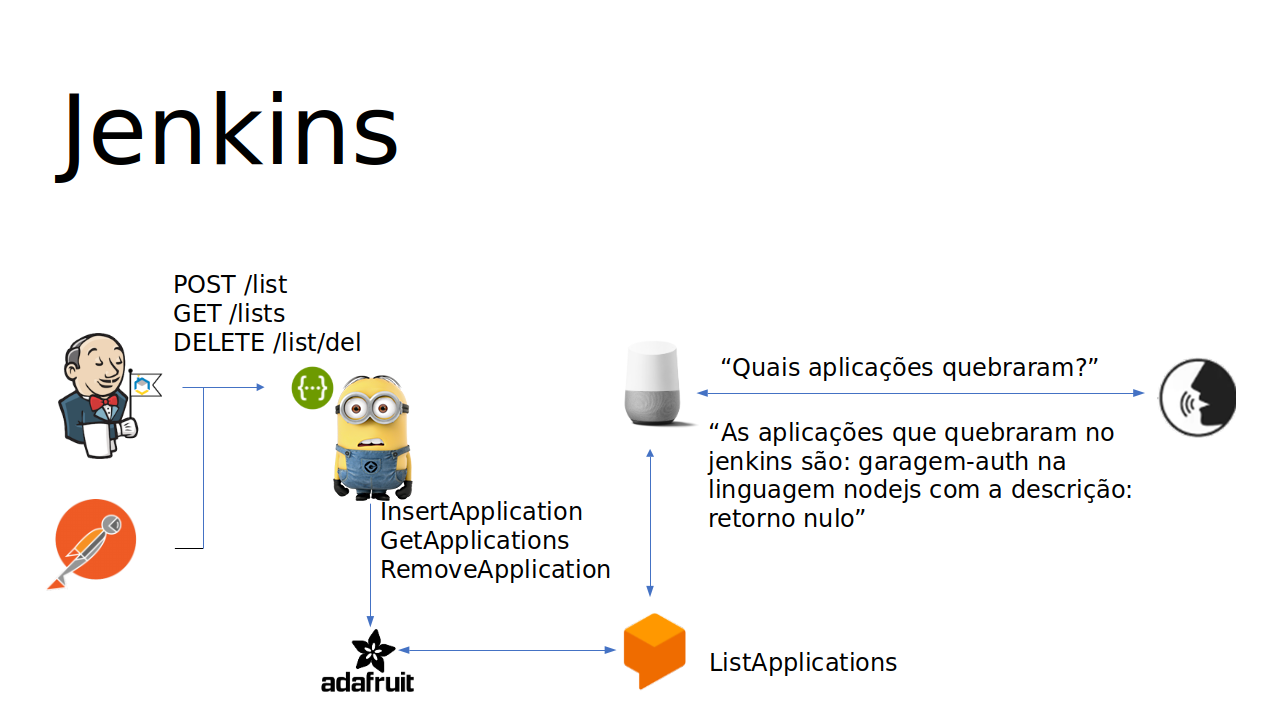 Jenkins
POST /list
GET /lists
DELETE /list/del
“Quais aplicações quebraram?”
“As aplicações que quebraram no
jenkins são: garagem-auth na
linguagem nodejs com a descrição:
retorno nulo”
InsertApplication
GetApplications
RemoveApplication
adafruit
ListApplications